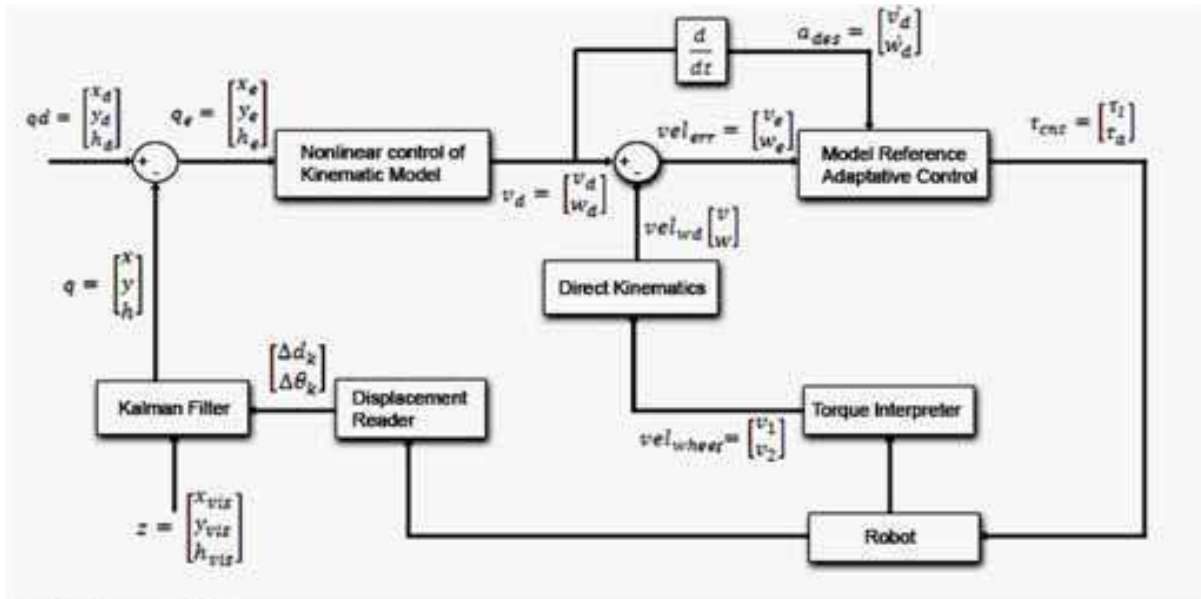 qd = [x_d y_d h_d]
q_e = [x_e y_e h_e]
Nonlinear control of
Kinematic Model
v_d = [v_d w_d]
d/dt
a_des = [v̇_d ẇ_d]
vel_err = [v_e w_e]
Model Reference
Adaptative Control
τ_cnt = [τ_l τ_d]
vel_wd [v w]
Direct Kinematics
q = [x y h]
[Δd_k Δθ_k]
Kalman Filter
Displacement
Reader
Torque Interpreter
vel_wheel= [v_1 v_2]
z = [x_vis y_vis h_vis]
Robot